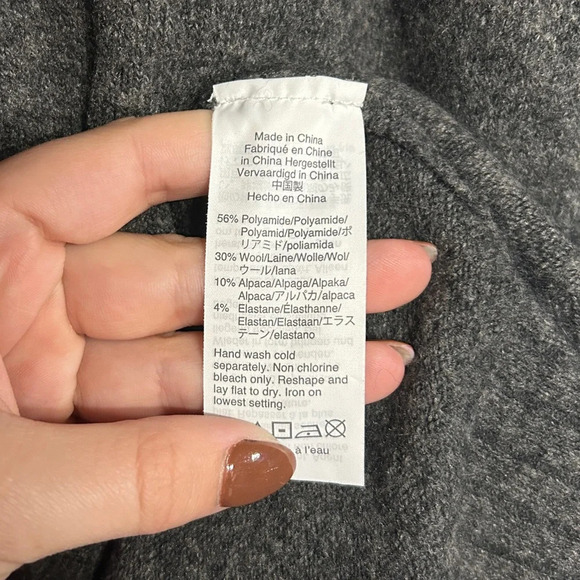 Made in China
Fabriqué en Chine
in China Hergestellt
Vervaardigd in China
中国製
Hecho en China
56% Polyamide/Polyamide/
Polyamid/Polyamide/ポ
リアミド/poliamida
30% Wool/Laine/Wolle/Wol/
ウール/lana
10% Alpaca/Alpaga/Alpaka/
Alpaca/アルパカ/alpaca
4% Elastane/Élasthanne/
Elastan/Elastaan/エラス
テーン/elastano
Hand wash cold
separately. Non chlorine
bleach only. Reshape and
lay flat to dry. Iron on
lowest setting.
à l'eau